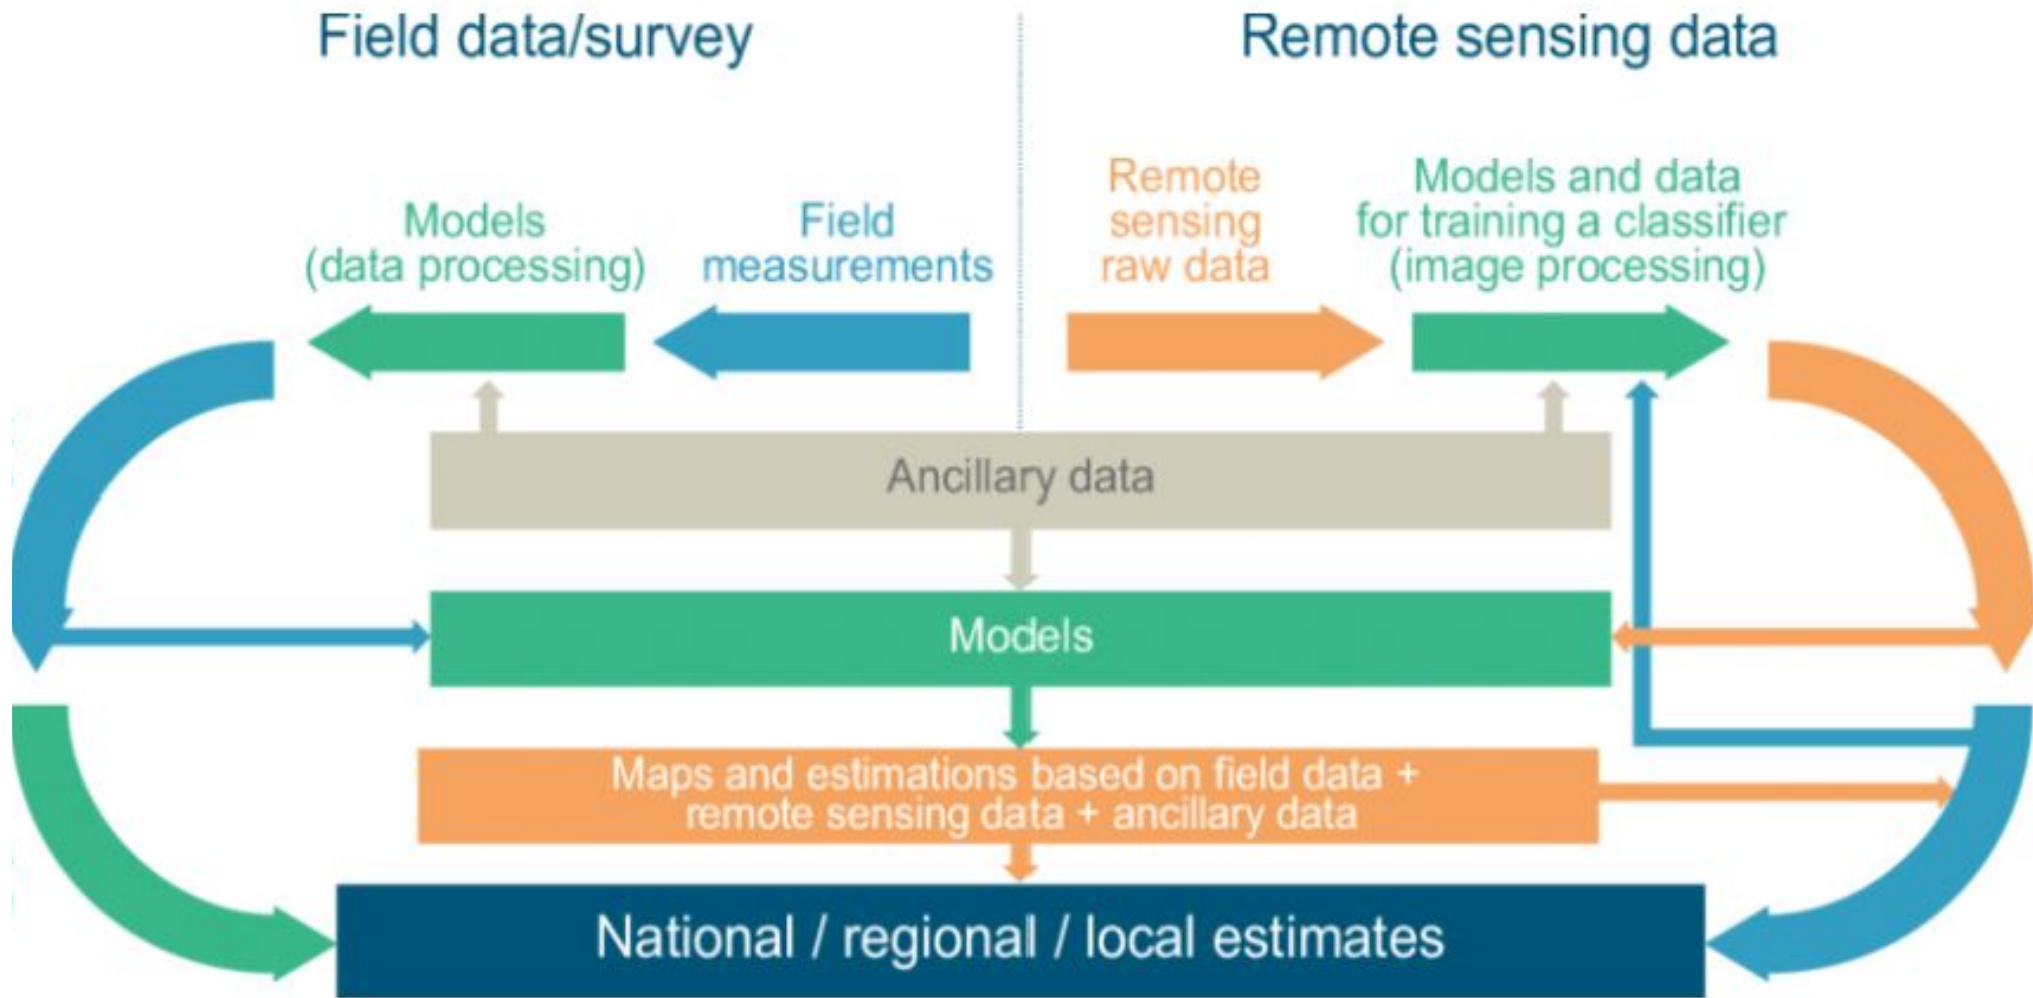 Field data/survey
Remote sensing data
Models
(data processing)
Field
measurements
Remote
sensing
raw data
Models and data
for training a classifier
(image processing)
Ancillary data
Models
Maps and estimations based on field data +
remote sensing data + ancillary data
National / regional / local estimates